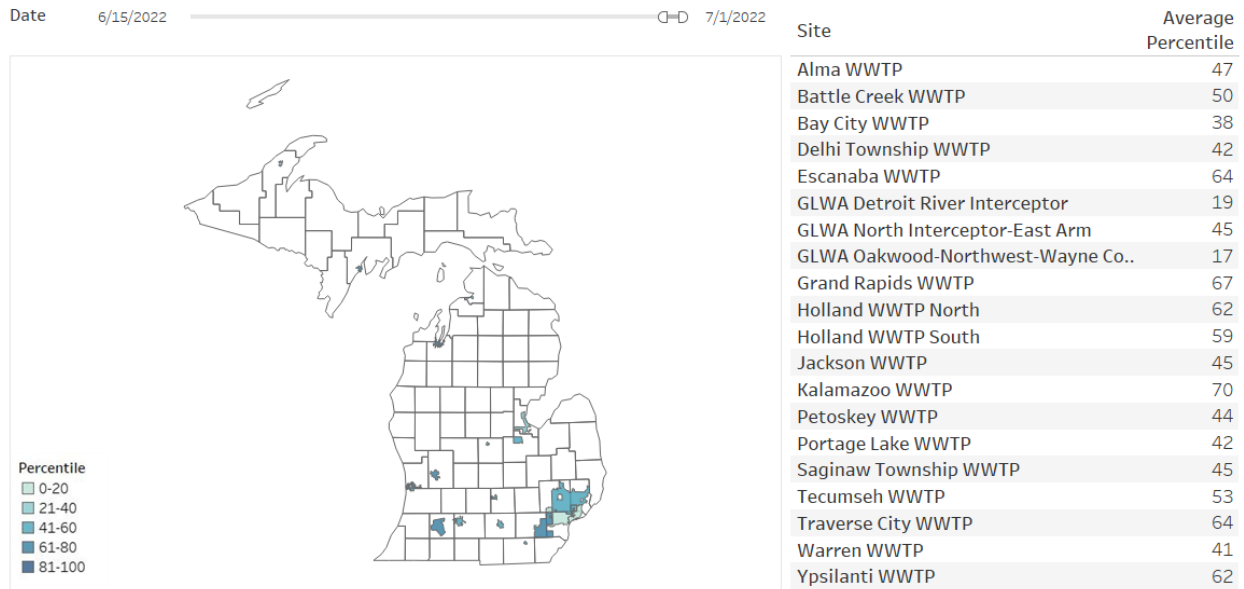 Date 6/15/2022 7/1/2022
Percentile
0-20
21-40
41-60
61-80
81-100
Site Average Percentile
Alma WWTP 47
Battle Creek WWTP 50
Bay City WWTP 38
Delhi Township WWTP 42
Escanaba WWTP 64
GLWA Detroit River Interceptor 19
GLWA North Interceptor-East Arm 45
GLWA Oakwood-Northwest-Wayne Co.. 17
Grand Rapids WWTP 67
Holland WWTP North 62
Holland WWTP South 59
Jackson WWTP 45
Kalamazoo WWTP 70
Petoskey WWTP 44
Portage Lake WWTP 42
Saginaw Township WWTP 45
Tecumseh WWTP 53
Traverse City WWTP 64
Warren WWTP 41
Ypsilanti WWTP 62